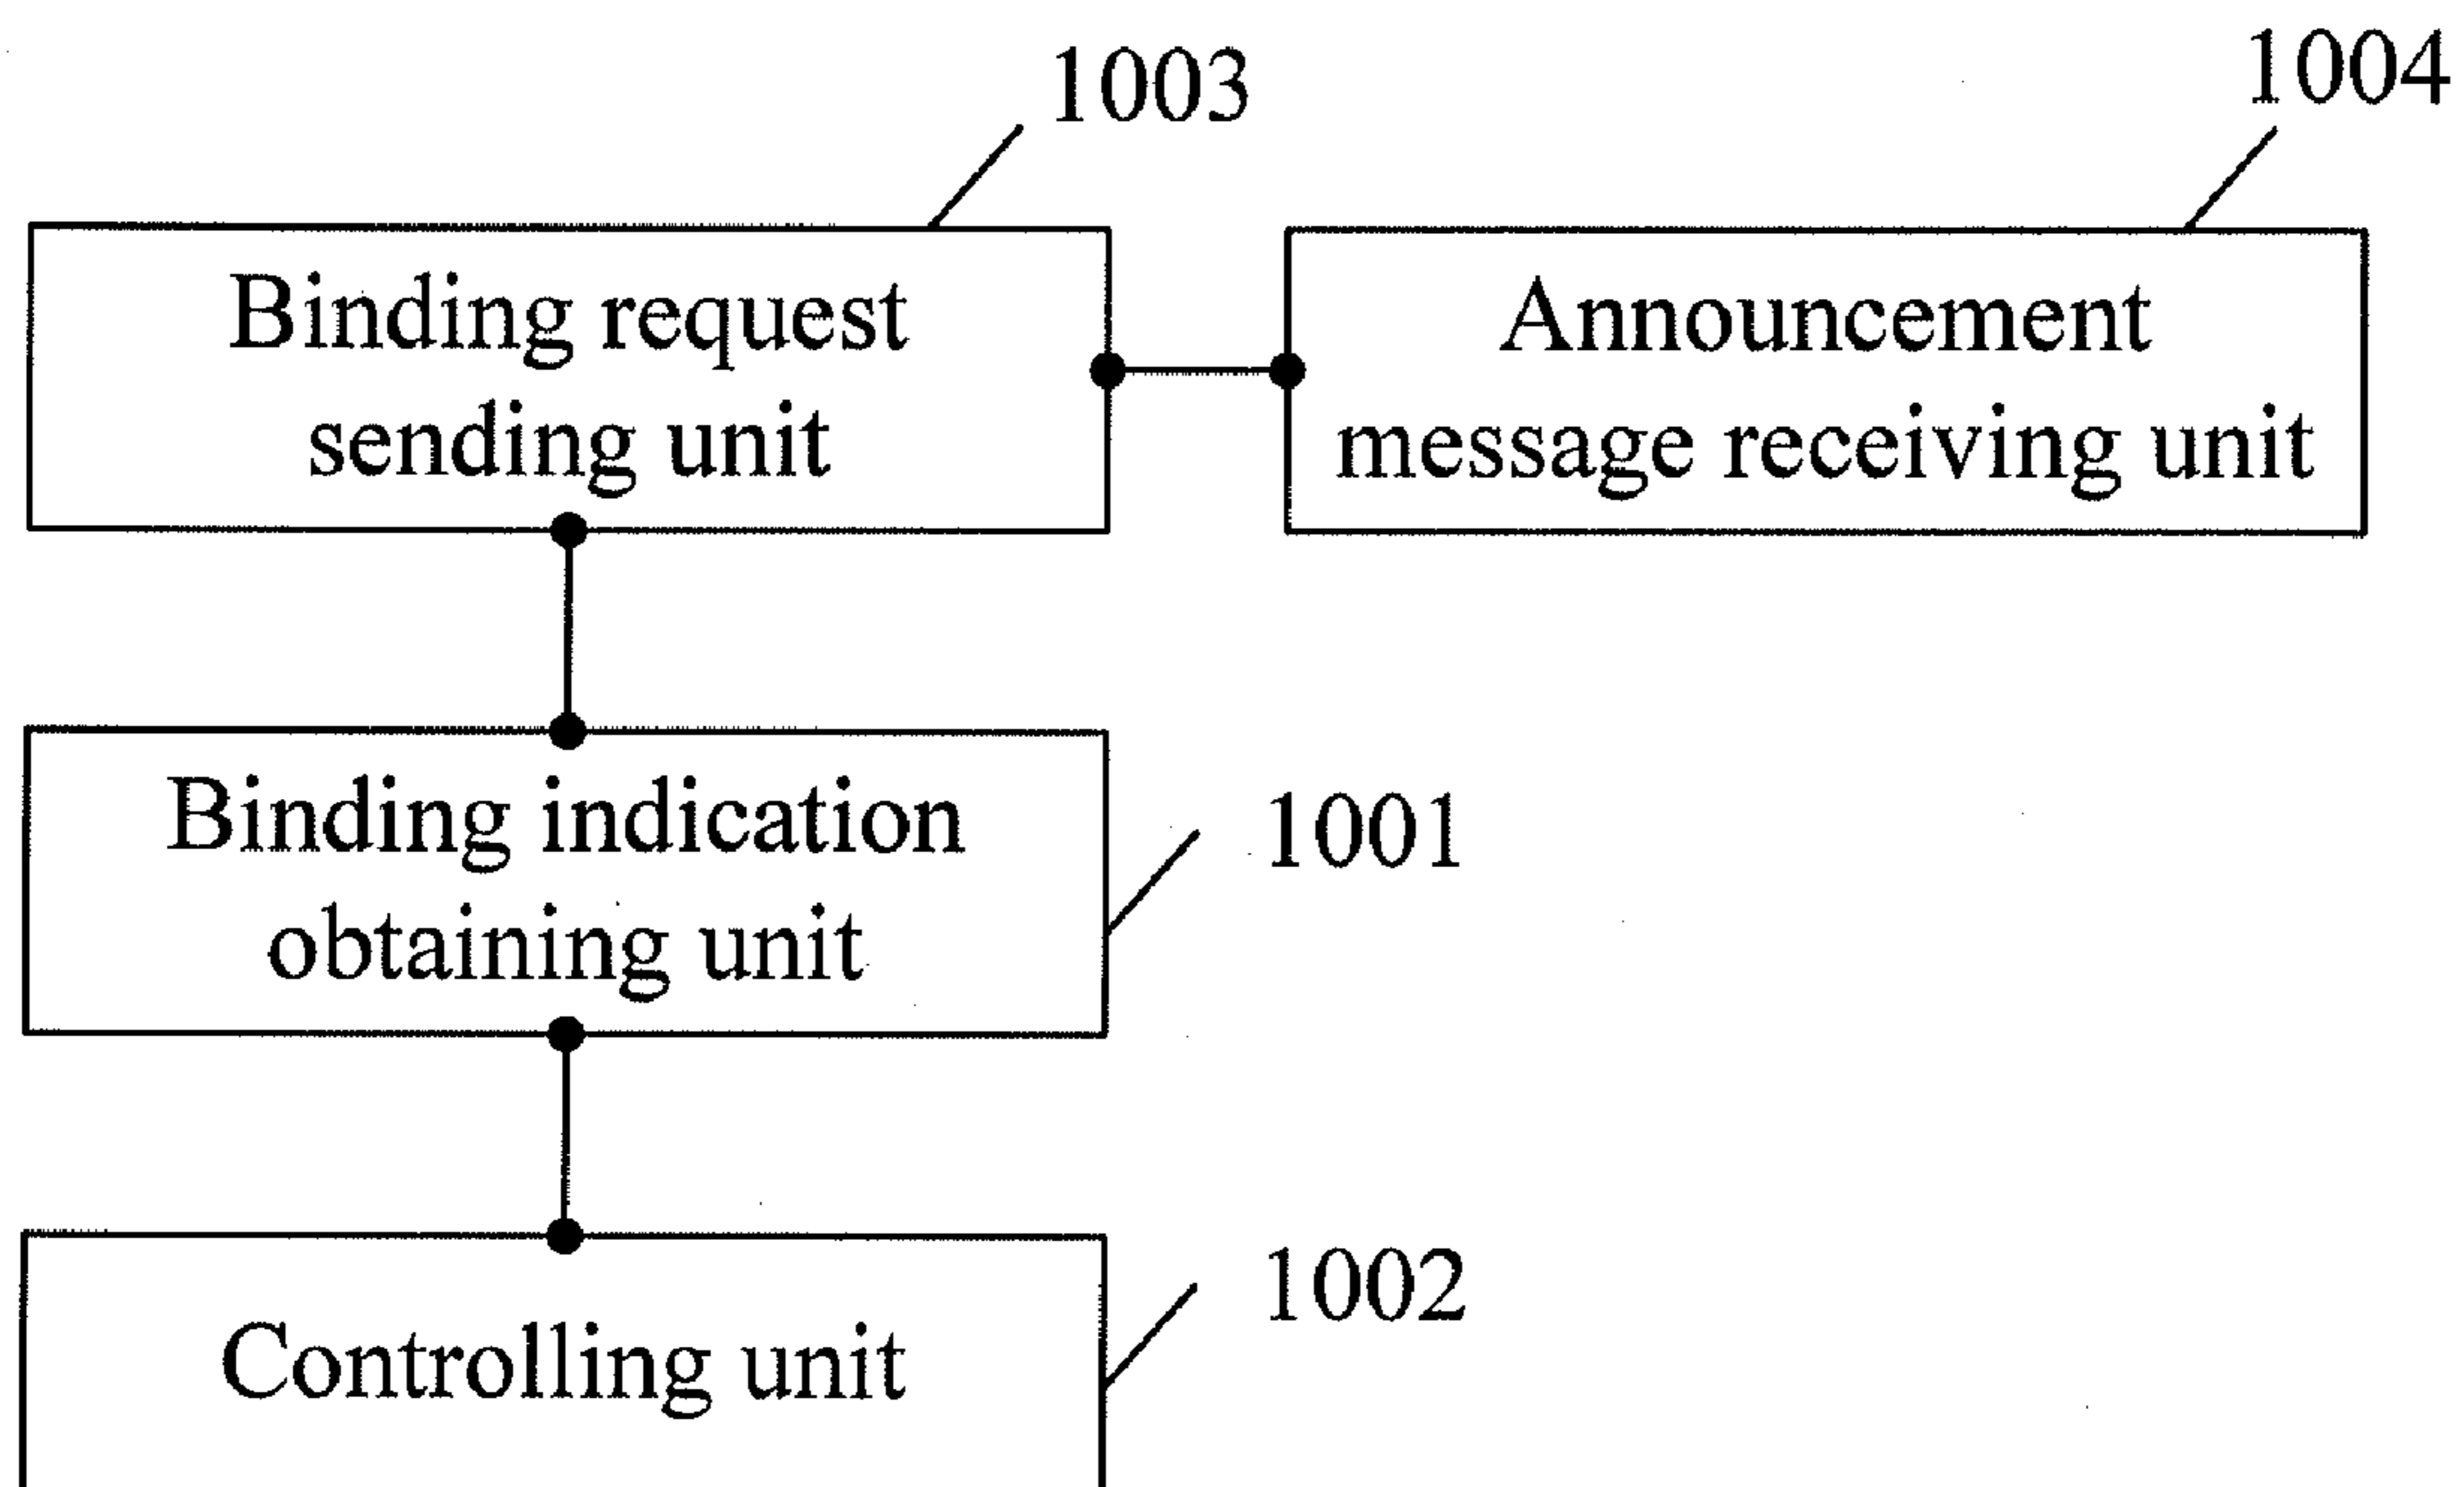 1003
1004
Binding request
sending unit
Announcement
message receiving unit
Binding indication
obtaining unit
1001
Controlling unit
1002